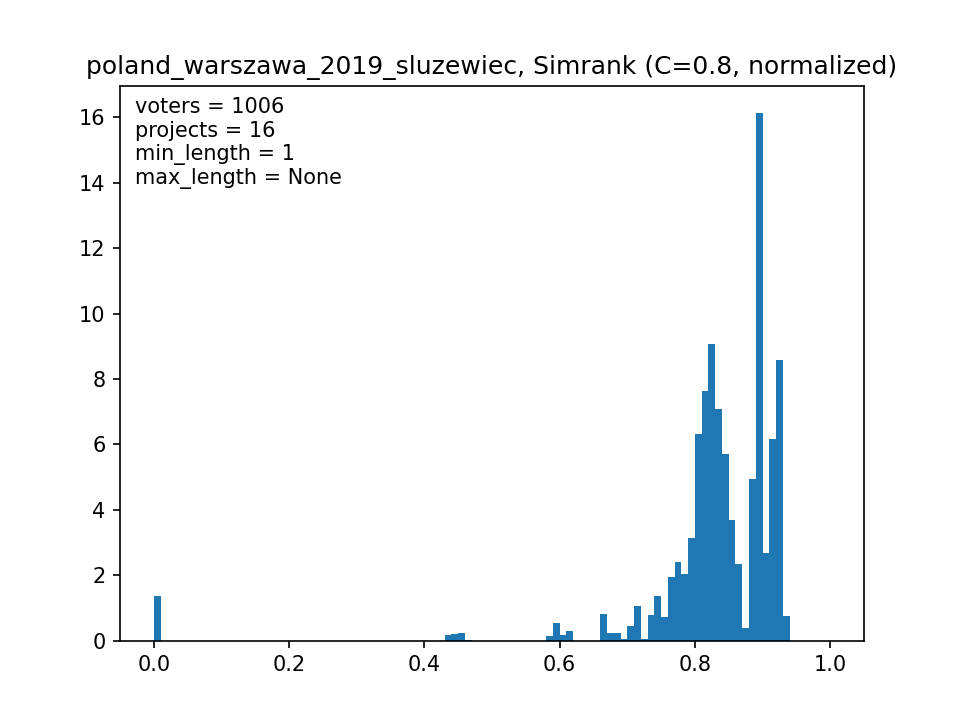 poland_warszawa_2019_sluzewiec, Simrank (C=0.8, normalized)
voters = 1006
projects = 16
min_length = 1
max_length = None
16
14
12
10
8
6
4
2
0
0.0 0.2 0.4 0.6 0.8 1.0